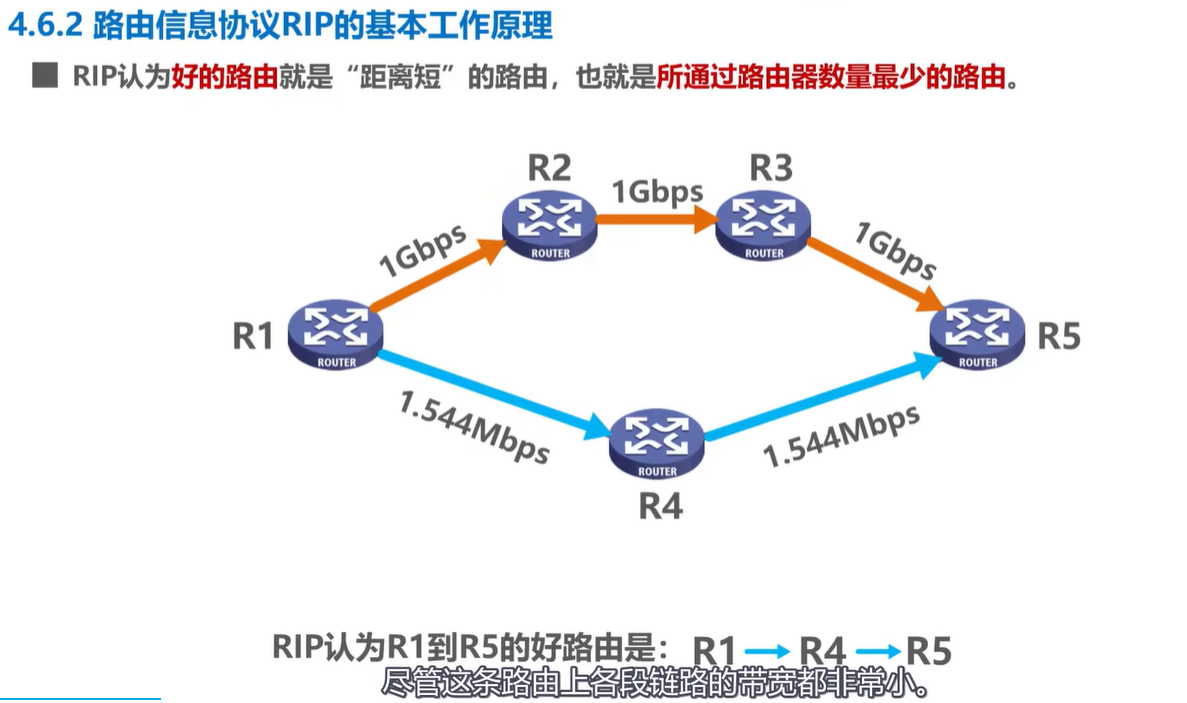 4.6.2 路由信息协议RIP的基本工作原理
RIP认为好的路由就是“距离短”的路由，也就是所通过路由器数量最少的路由。
R2
R3
1Gbps
ROUTER
ROUTER
1Gbps
1Gbps
R1
ROUTER
ROUTER
R5
1.544Mbps
1.544Mbps
ROUTER
R4
RIP认为R1到R5的好路由是： R1 → R4 → R5
尽管这条路由上各段链路的带宽都非常小。